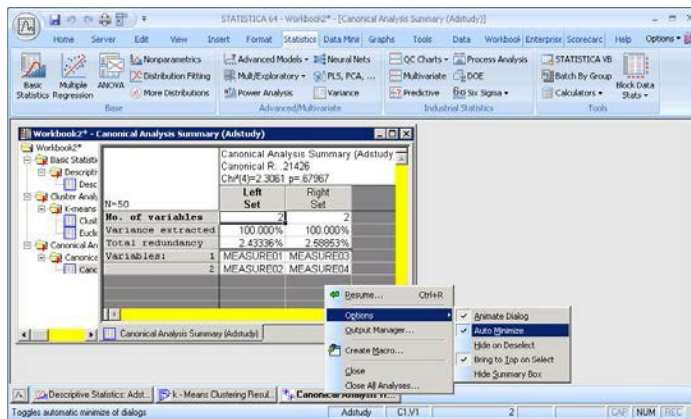 STATISTICA 64 - Workbook2* - [Canonical Analysis Summary (Adstudy)]
Home Server Edit View Insert Format Statistics Data Mine Graphs Tools Data Workbook Enterprise Scorecard Help Options
Basic Statistics
Multiple Regression
ANOVA
Nonparametrics
Distribution Fitting
More Distributions
Base
Advanced Models
Mult/Exploratory
Power Analysis
Neural Nets
PLS, PCA, ...
Variance
Advanced/Multivariate
QC Charts
Multivariate
Predictive
Process Analysis
DOE
Six Sigma
Industrial Statistics
STATISTICA VB
Batch By Group
Calculators
Block Data Stats
Tools
Workbook2* - Canonical Analysis Summary (Adstudy)
Workbook2*
Basic Statisti
Descripti
Desc
Cluster Analy
K-means
Clust
Eucli
Canonical An
Canonica
Canc
Canonical Analysis Summary (Adstudy
Canonical R: .21426
Chi²(4)=2.3061 p=.67967
N=50
Left Set
Right Set
No. of variables 2 2
Variance extracted 100.000% 100.000%
Total redundancy 2.43336% 2.58853%
Variables: 1 MEASURE01 MEASURE03
2 MEASURE02 MEASURE04
Canonical Analysis Summary (Adstudy)
Resume... Ctrl+R
Options
Output Manager...
Create Macro...
Close
Close All Analyses...
Animate Dialog
Auto Minimize
Hide on Deselect
Bring to Top on Select
Hide Summary Box
Descriptive Statistics: Adst...
k - Means Clustering Resul...
Canonical Analysis R...
Toggles automatic minimize of dialogs
Adstudy C1,V1 2 CAP NUM REC